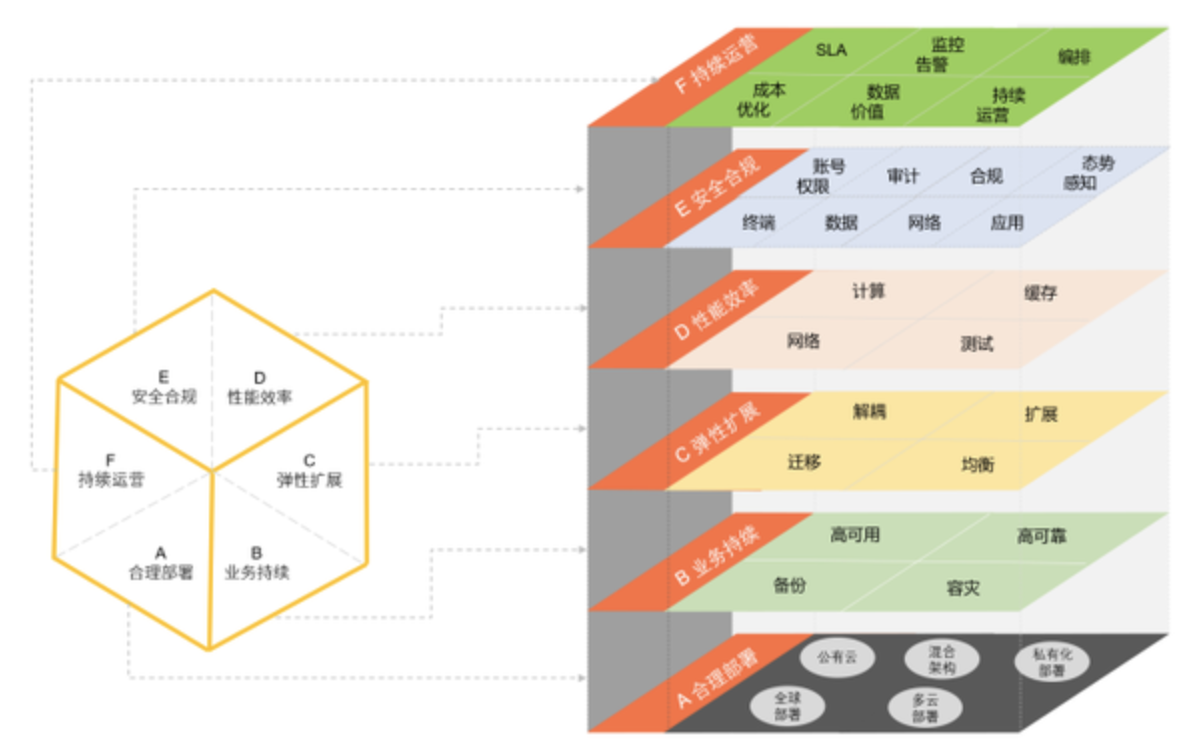 F 持续运营
SLA
监控
告警
编排
成本
优化
数据
价值
持续
运营
E 安全合规
账号
权限
审计
合规
态势
感知
终端
数据
网络
应用
D 性能效率
计算
缓存
网络
测试
C 弹性扩展
解耦
扩展
迁移
均衡
B 业务持续
高可用
高可靠
备份
容灾
A 合理部署
公有云
混合
架构
私有化
部署
全球
部署
多云
部署
E
安全合规
D
性能效率
F
持续运营
C
弹性扩展
A
合理部署
B
业务持续